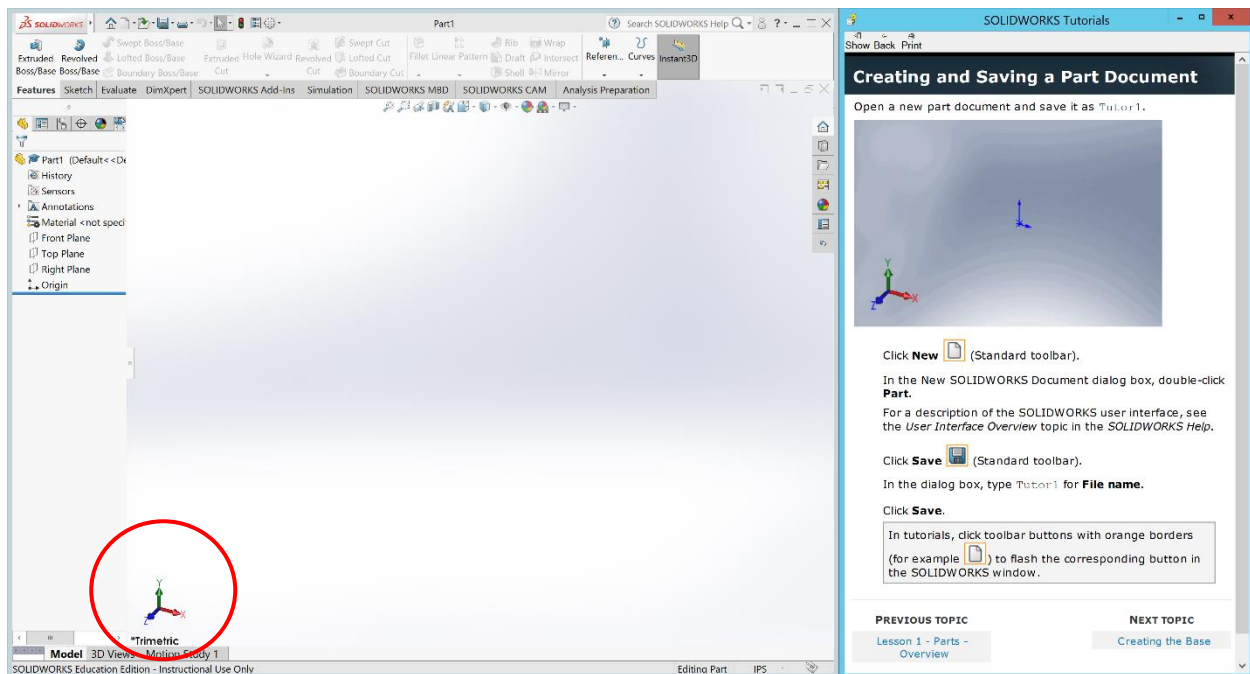 SOLIDWORKS
Part1
Search SOLIDWORKS Help
Extruded Boss/Base
Revolved Boss/Base
Swept Boss/Base
Lofted Boss/Base
Boundary Boss/Base
Extruded Cut
Hole Wizard
Revolved Cut
Swept Cut
Lofted Cut
Boundary Cut
Fillet
Linear Pattern
Rib
Draft
Shell
Wrap
Intersect
Mirror
Referen...
Curves
Instant3D
Features Sketch Evaluate DimXpert SOLIDWORKS Add-Ins Simulation SOLIDWORKS MBD SOLIDWORKS CAM Analysis Preparation
Part1 (Default<<De
History
Sensors
Annotations
Material <not speci
Front Plane
Top Plane
Right Plane
Origin
Y
X
Z
*Trimetric
Model 3D Views Motion Study 1
SOLIDWORKS Education Edition - Instructional Use Only
Editing Part IPS
SOLIDWORKS Tutorials
Show Back Print
Creating and Saving a Part Document
Open a new part document and save it as Tutor1.
Y
X
Z
Click New (Standard toolbar).
In the New SOLIDWORKS Document dialog box, double-click
Part.
For a description of the SOLIDWORKS user interface, see
the User Interface Overview topic in the SOLIDWORKS Help.
Click Save (Standard toolbar).
In the dialog box, type Tutor1 for File name.
Click Save.
In tutorials, click toolbar buttons with orange borders
(for example ) to flash the corresponding button in
the SOLIDWORKS window.
PREVIOUS TOPIC
Lesson 1 - Parts -
Overview
NEXT TOPIC
Creating the Base